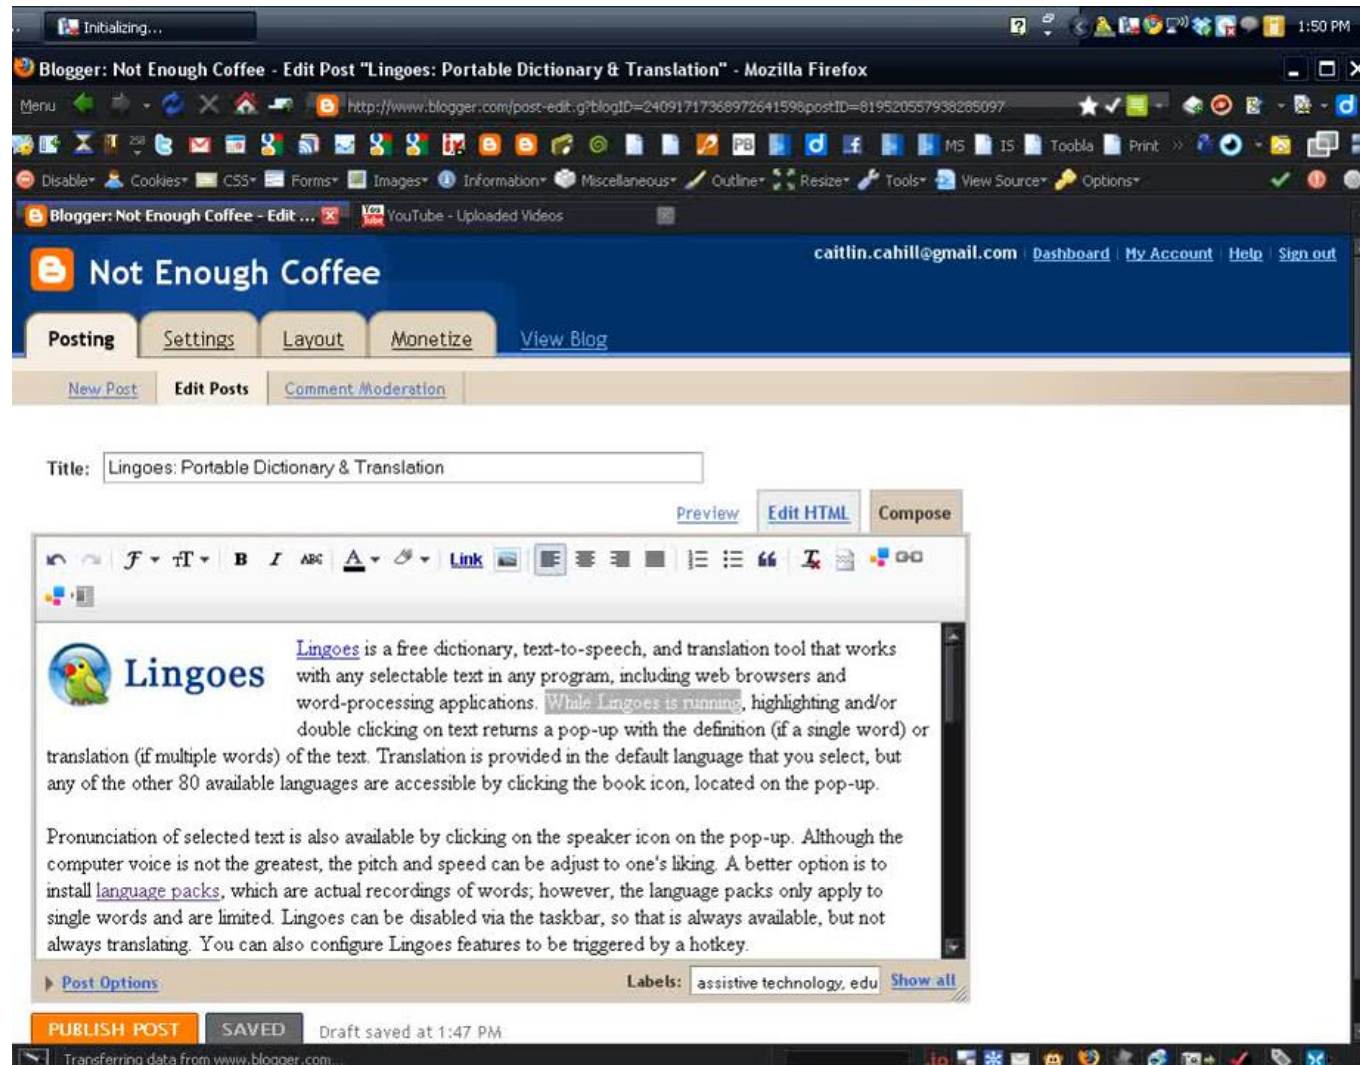 Initializing...
1:50 PM
Blogger: Not Enough Coffee - Edit Post "Lingoes: Portable Dictionary & Translation" - Mozilla Firefox
Menu http://www.blogger.com/post-edit.g?blogID=24091717368972641598postID=819520557938285097
PB MS IS Toobla Print »
Disable Cookies CSS Forms Images Information Miscellaneous Outline Resize Tools View Source Options
Blogger: Not Enough Coffee - Edit ... YouTube - Uploaded Videos
caitlin.cahill@gmail.com | Dashboard | My Account | Help | Sign out
Not Enough Coffee
Posting Settings Layout Monetize View Blog
New Post Edit Posts Comment Moderation
Title: Lingoes: Portable Dictionary & Translation
Preview Edit HTML Compose
B I ABC A Link
Lingoes
Lingoes is a free dictionary, text-to-speech, and translation tool that works
with any selectable text in any program, including web browsers and
word-processing applications. While Lingoes is running, highlighting and/or
double clicking on text returns a pop-up with the definition (if a single word) or
translation (if multiple words) of the text. Translation is provided in the default language that you select, but
any of the other 80 available languages are accessible by clicking the book icon, located on the pop-up.
Pronunciation of selected text is also available by clicking on the speaker icon on the pop-up. Although the
computer voice is not the greatest, the pitch and speed can be adjust to one's liking. A better option is to
install language packs, which are actual recordings of words; however, the language packs only apply to
single words and are limited. Lingoes can be disabled via the taskbar, so that is always available, but not
always translating. You can also configure Lingoes features to be triggered by a hotkey.
Post Options Labels: assistive technology, edu Show all
PUBLISH POST SAVED Draft saved at 1:47 PM
Transferring data from www.blogger.com...